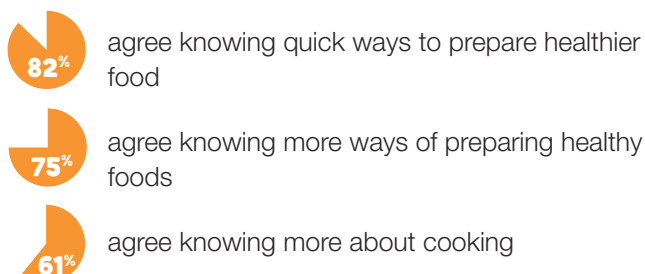 82%
agree knowing quick ways to prepare healthier
food
75%
agree knowing more ways of preparing healthy
foods
61%
agree knowing more about cooking